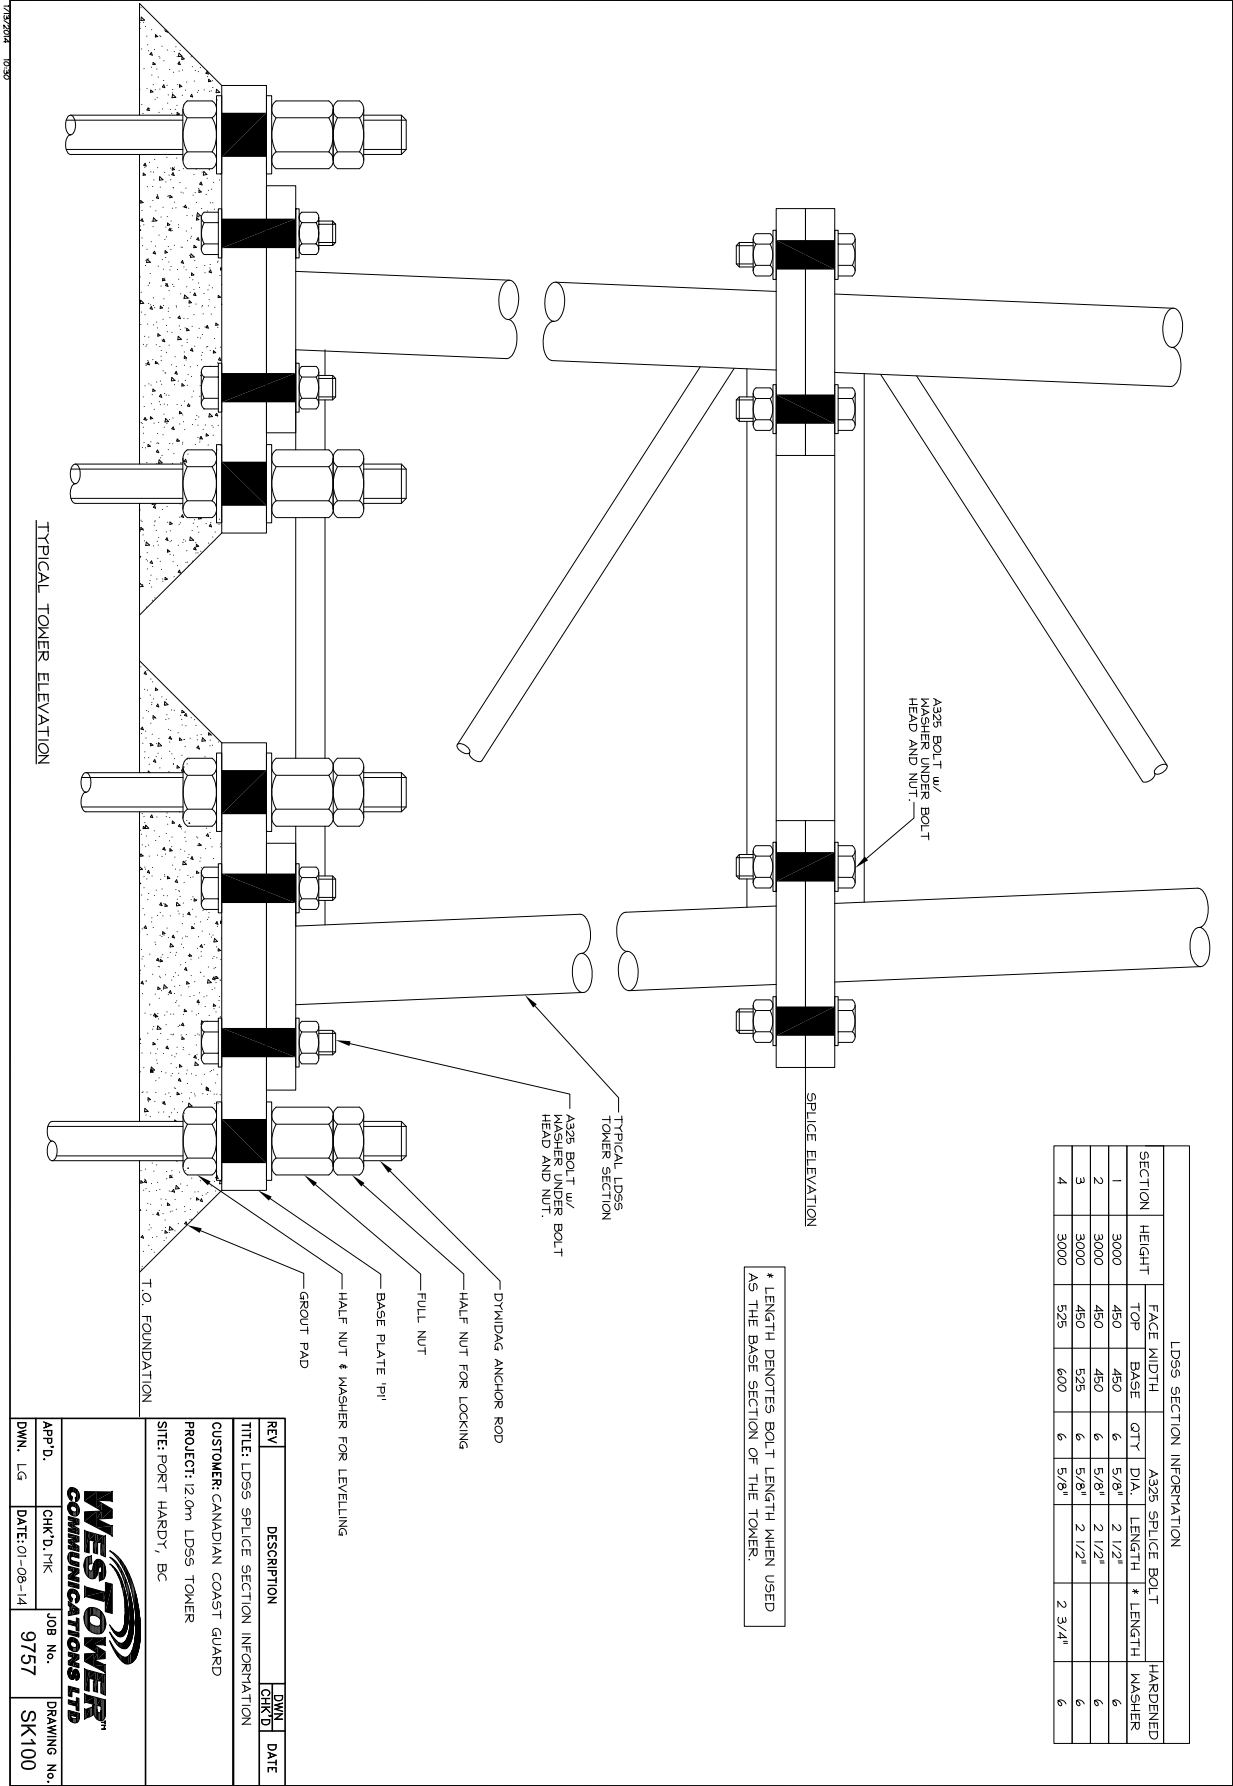 LDSS SECTION INFORMATION
SECTION HEIGHT FACE WIDTH A325 SPLICE BOLT HARDENED WASHER
TOP BASE QTY DIA. LENGTH * LENGTH
1 3000 450 450 6 5/8" 2 1/2" 6
2 3000 450 450 6 5/8" 2 1/2" 6
3 3000 450 525 6 5/8" 2 1/2" 6
4 3000 525 600 6 5/8" 2 3/4" 6
A325 BOLT w/
WASHER UNDER BOLT
HEAD AND NUT.
SPLICE ELEVATION
* LENGTH DENOTES BOLT LENGTH WHEN USED
AS THE BASE SECTION OF THE TOWER.
TYPICAL LDSS
TOWER SECTION
A325 BOLT w/
WASHER UNDER BOLT
HEAD AND NUT.
DYWIDAG ANCHOR ROD
HALF NUT FOR LOCKING
FULL NUT
BASE PLATE 'P1'
HALF NUT & WASHER FOR LEVELLING
GROUT PAD
T.O. FOUNDATION
TYPICAL TOWER ELEVATION
REV DESCRIPTION DWN CHK'D DATE
TITLE: LDSS SPLICE SECTION INFORMATION
CUSTOMER: CANADIAN COAST GUARD
PROJECT: 12.0m LDSS TOWER
SITE: PORT HARDY, BC
WESTOWER™
COMMUNICATIONS LTD
APP'D. CHK'D. MK JOB No. DRAWING No.
DWN. LG DATE: 01-08-14 9757 SK100
1/13/2014 10:30